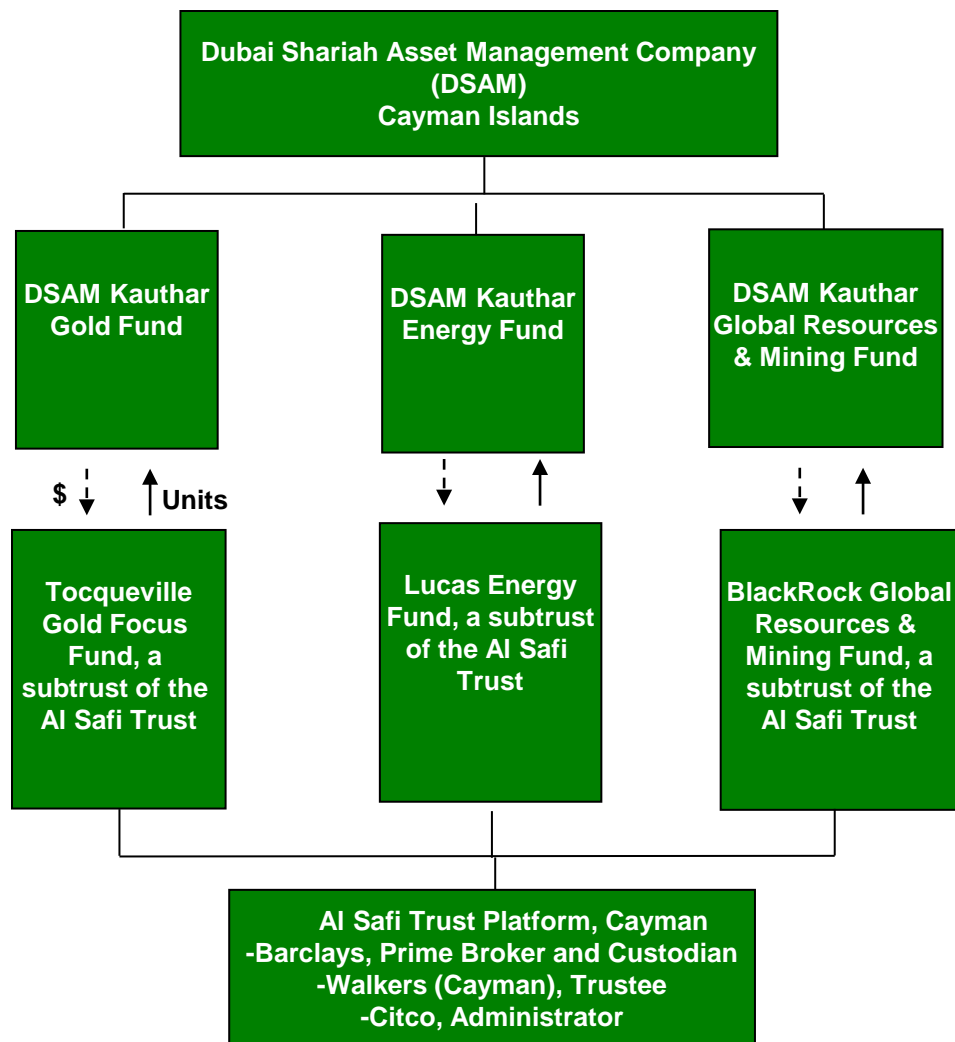 Dubai Shariah Asset Management Company
(DSAM)
Cayman Islands
DSAM Kauthar
Gold Fund
DSAM Kauthar
Energy Fund
DSAM Kauthar
Global Resources
& Mining Fund
$
Units
Tocqueville
Gold Focus
Fund, a
subtrust of the
Al Safi Trust
Lucas Energy
Fund, a subtrust
of the Al Safi
Trust
BlackRock Global
Resources &
Mining Fund, a
subtrust of the
Al Safi Trust
Al Safi Trust Platform, Cayman
-Barclays, Prime Broker and Custodian
-Walkers (Cayman), Trustee
-Citco, Administrator